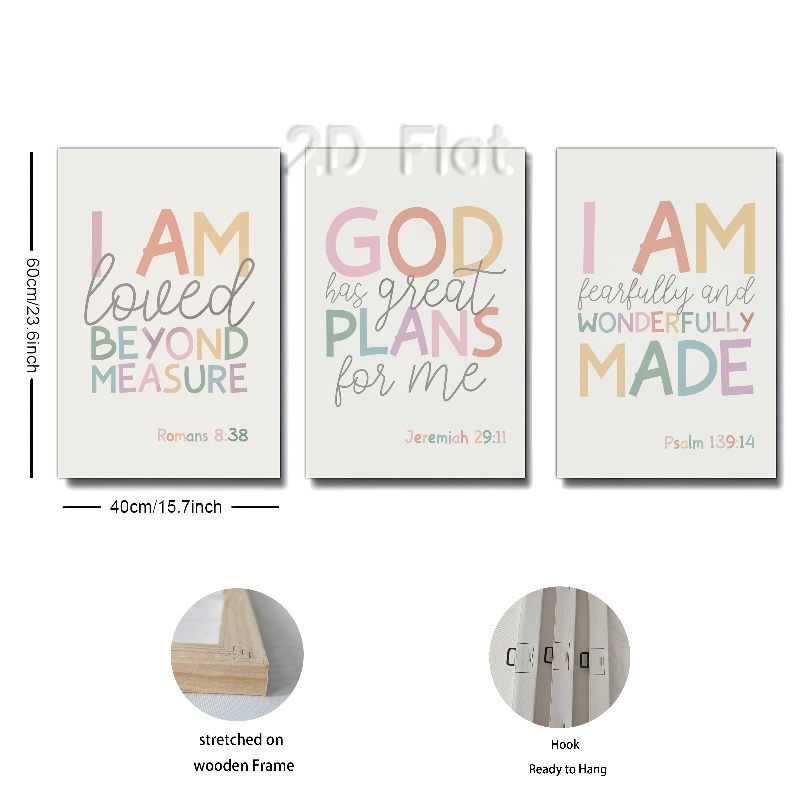 2D Flat
I AM
loved
BEYOND
MEASURE
Romans 8:38
GOD
has great
PLANS
for me
Jeremiah 29:11
I AM
fearfully and
WONDERFULLY
MADE
Psalm 139:14
60cm/23.6inch
40cm/15.7inch
stretched on
wooden Frame
Hook
Ready to Hang